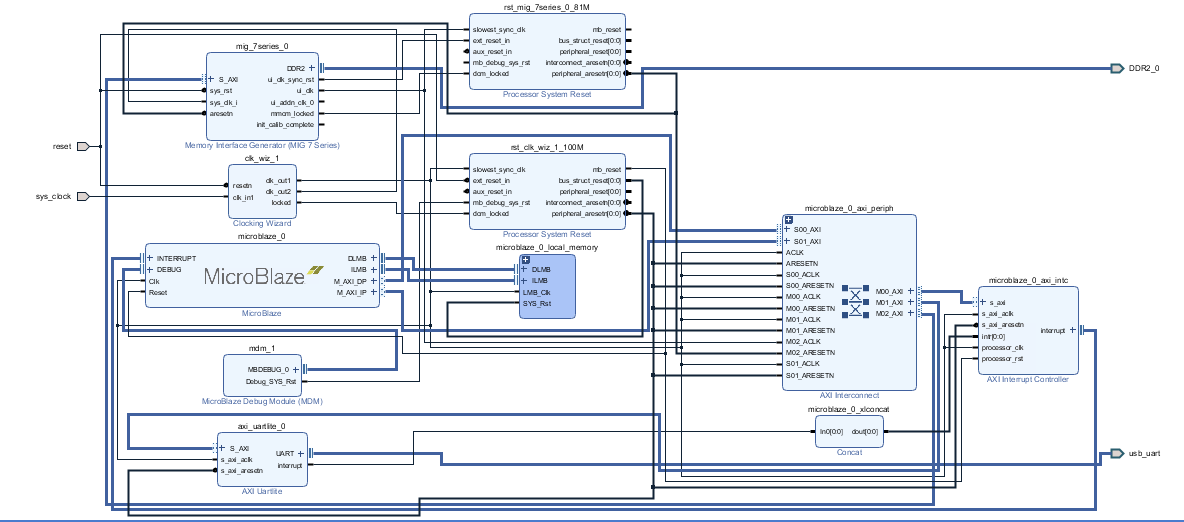 rst_mig_7series_0_81M
slowest_sync_clk
ext_reset_in
aux_reset_in
mb_debug_sys_rst
dcm_locked
mb_reset
bus_struct_reset[0:0]
peripheral_reset[0:0]
interconnect_aresetn[0:0]
peripheral_aresetn[0:0]
Processor System Reset
mig_7series_0
S_AXI
sys_rst
sys_clk_i
aresetn
DDR2
ui_clk_sync_rst
ui_clk
ui_addn_clk_0
mmcm_locked
init_calib_complete
Memory Interface Generator (MIG 7 Series)
DDR2_0
reset
sys_clock
clk_wiz_1
resetn
clk_in1
clk_out1
clk_out2
locked
Clocking Wizard
rst_clk_wiz_1_100M
slowest_sync_clk
ext_reset_in
aux_reset_in
mb_debug_sys_rst
dcm_locked
mb_reset
bus_struct_reset[0:0]
peripheral_reset[0:0]
interconnect_aresetn[0:0]
peripheral_aresetn[0:0]
Processor System Reset
microblaze_0
INTERRUPT
DEBUG
Clk
Reset
MicroBlaze
DLMB
ILMB
M_AXI_DP
M_AXI_IP
MicroBlaze
microblaze_0_local_memory
DLMB
ILMB
LMB_Clk
SYS_Rst
microblaze_0_axi_periph
S00_AXI
S01_AXI
ACLK
ARESETN
S00_ACLK
S00_ARESETN
M00_ACLK
M00_ARESETN
M01_ACLK
M01_ARESETN
M02_ACLK
M02_ARESETN
S01_ACLK
S01_ARESETN
M00_AXI
M01_AXI
M02_AXI
AXI Interconnect
microblaze_0_axi_intc
s_axi
s_axi_aclk
s_axi_aresetn
intr[0:0]
processor_clk
processor_rst
interrupt
AXI Interrupt Controller
mdm_1
MBDEBUG_0
Debug_SYS_Rst
MicroBlaze Debug Module (MDM)
microblaze_0_xlconcat
In0[0:0]
dout[0:0]
Concat
axi_uartlite_0
S_AXI
s_axi_aclk
s_axi_aresetn
UART
interrupt
AXI Uartlite
usb_uart